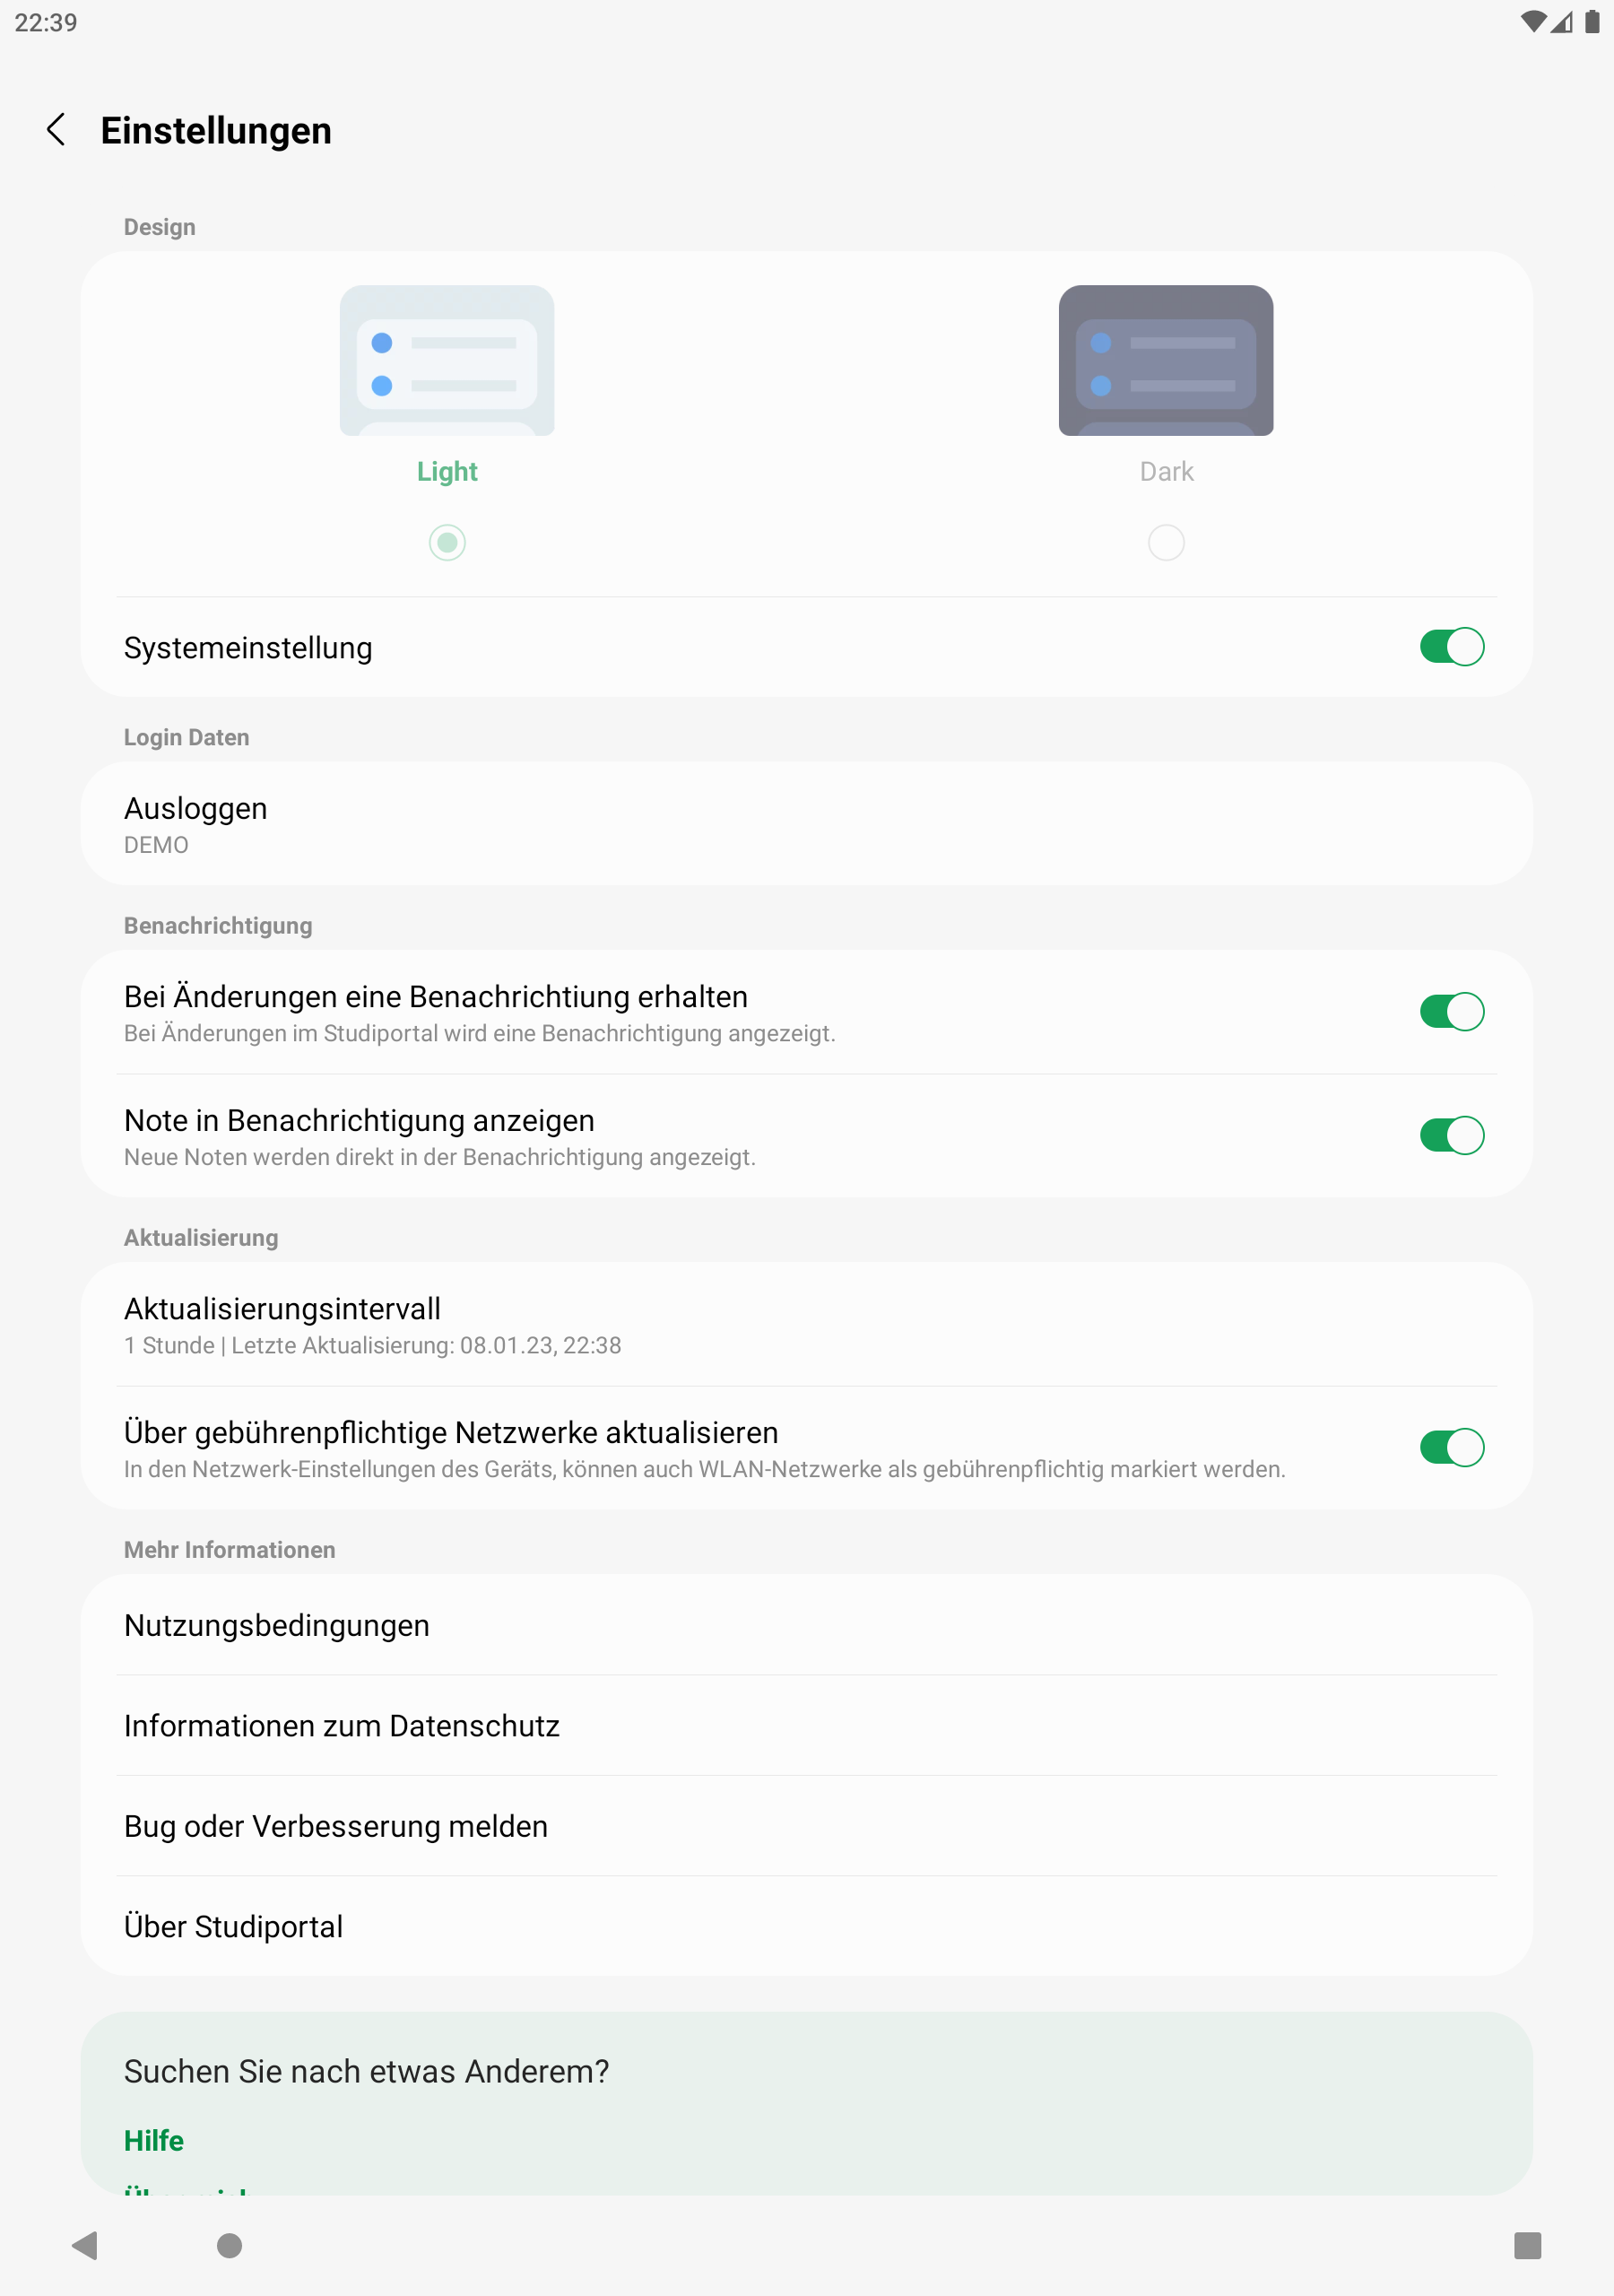 22:39
Einstellungen
Design
Light
Dark
Systemeinstellung
Login Daten
Ausloggen
DEMO
Benachrichtigung
Bei Änderungen eine Benachrichtiung erhalten
Bei Änderungen im Studiportal wird eine Benachrichtigung angezeigt.
Note in Benachrichtigung anzeigen
Neue Noten werden direkt in der Benachrichtigung angezeigt.
Aktualisierung
Aktualisierungsintervall
1 Stunde | Letzte Aktualisierung: 08.01.23, 22:38
Über gebührenpflichtige Netzwerke aktualisieren
In den Netzwerk-Einstellungen des Geräts, können auch WLAN-Netzwerke als gebührenpflichtig markiert werden.
Mehr Informationen
Nutzungsbedingungen
Informationen zum Datenschutz
Bug oder Verbesserung melden
Über Studiportal
Suchen Sie nach etwas Anderem?
Hilfe